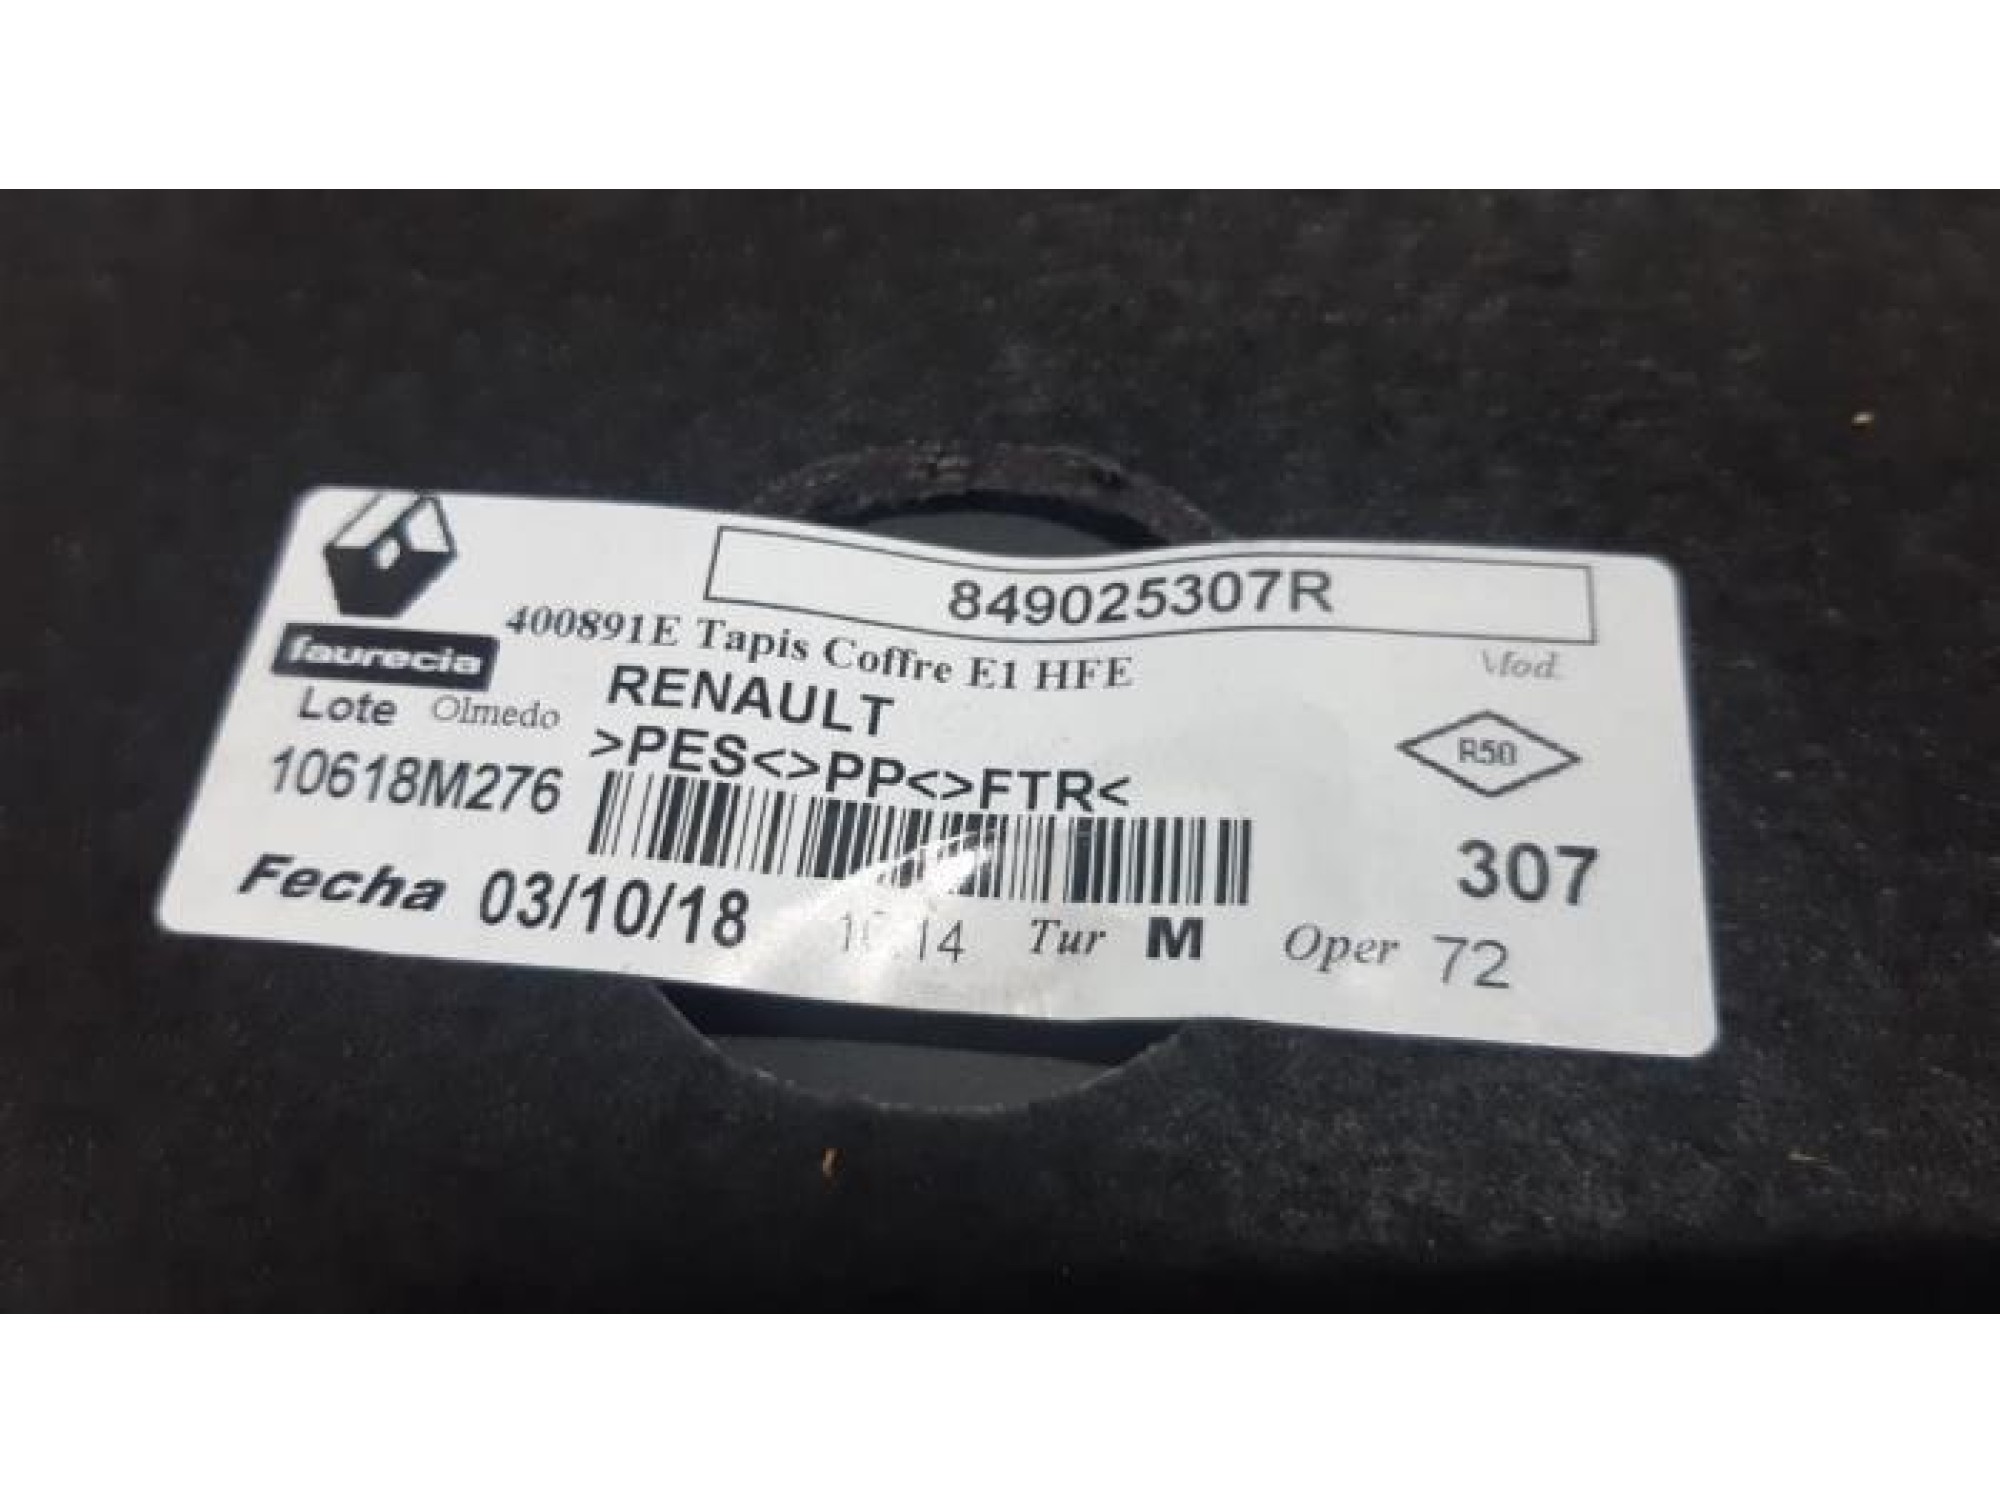 849025307R
400891E Tapis Coffre E1 HFE
faurecia
RENAULT
Lote Olmedo
>PES<>PP<>FTR<
R50
10618M276
307
Fecha 03/10/18 Tur M Oper 72